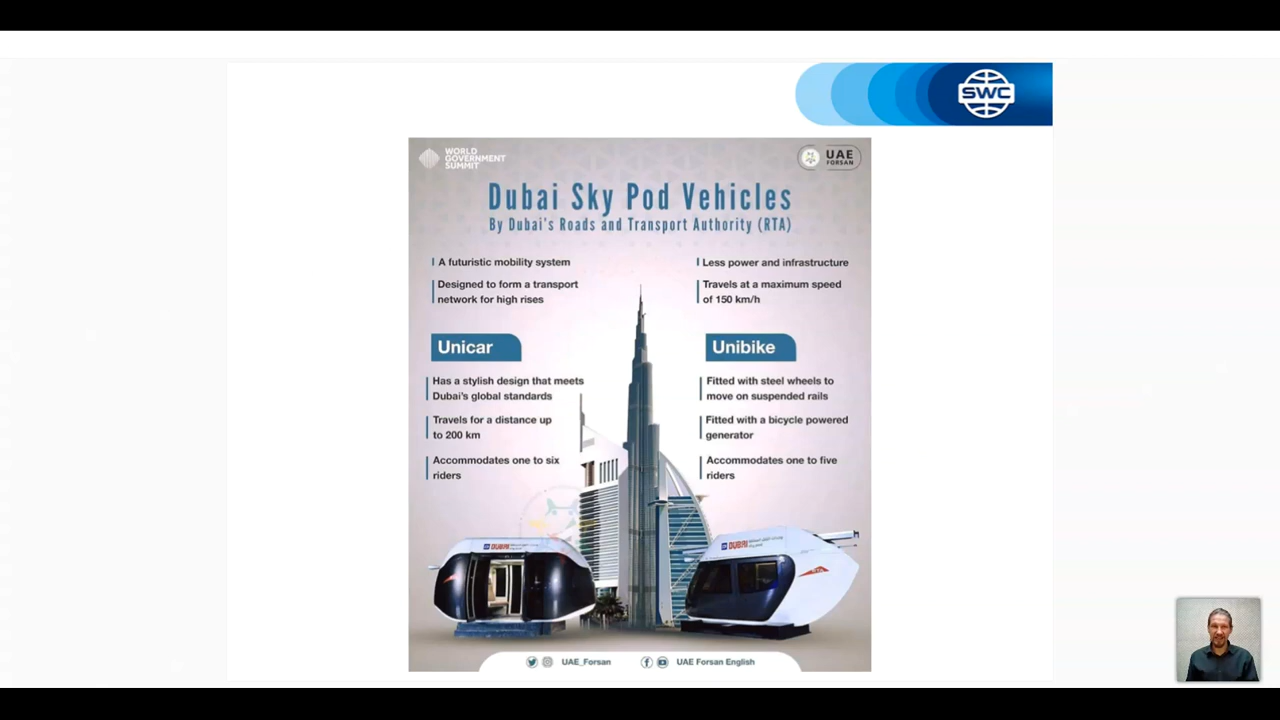 SWC
WORLD
GOVERNMENT
SUMMIT
UAE
FORSAN
Dubai Sky Pod Vehicles
By Dubai's Roads and Transport Authority (RTA)
A futuristic mobility system
Designed to form a transport
network for high rises
Less power and infrastructure
Travels at a maximum speed
of 150 km/h
Unicar
Has a stylish design that meets
Dubai's global standards
Travels for a distance up
to 200 km
Accommodates one to six
riders
Unibike
Fitted with steel wheels to
move on suspended rails
Fitted with a bicycle powered
generator
Accommodates one to five
riders
DUBAI
DUBAI
RTA
UAE_Forsan
UAE Forsan English